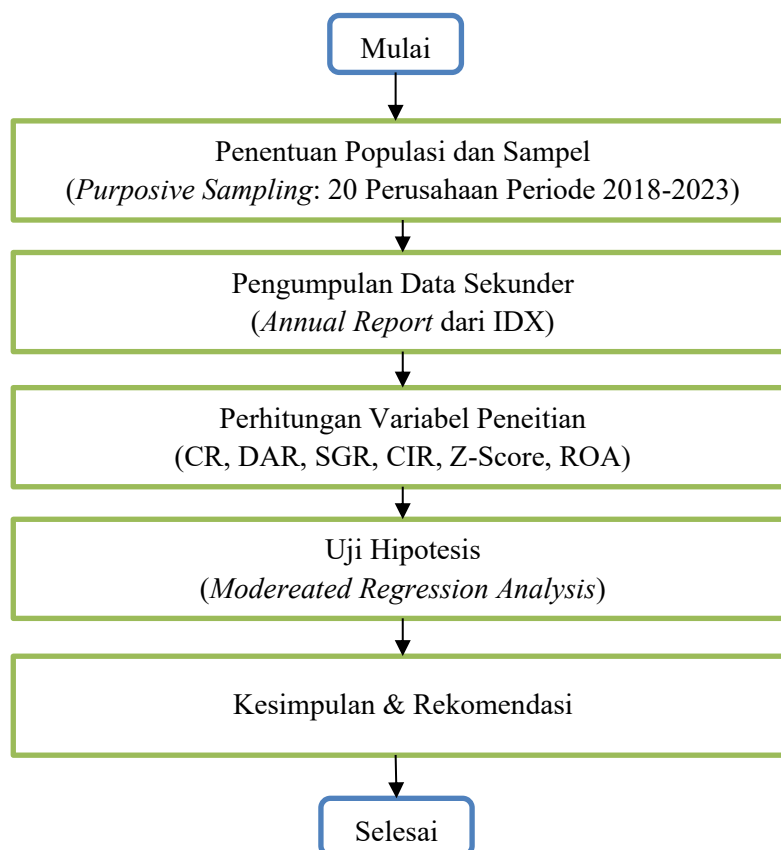 Mulai
Penentuan Populasi dan Sampel
(Purposive Sampling: 20 Perusahaan Periode 2018-2023)
Pengumpulan Data Sekunder
(Annual Report dari IDX)
Perhitungan Variabel Peneitian
(CR, DAR, SGR, CIR, Z-Score, ROA)
Uji Hipotesis
(Modereated Regression Analysis)
Kesimpulan & Rekomendasi
Selesai